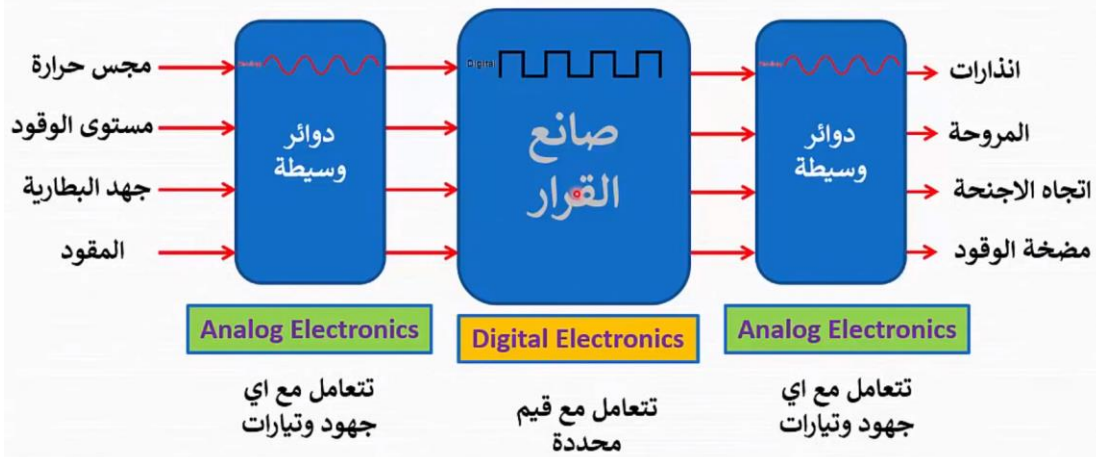 مجس حرارة
مستوى الوقود
جهد البطارية
المقود
Analog
دوائر
وسيطة
Digital
صانع
القرار
Analog
دوائر
وسيطة
انذارات
المروحة
اتجاه الاجنحة
مضخة الوقود
Analog Electronics
Digital Electronics
Analog Electronics
تتعامل مع اي
جهود وتيارات
تتعامل مع قيم
محددة
تتعامل مع اي
جهود وتيارات